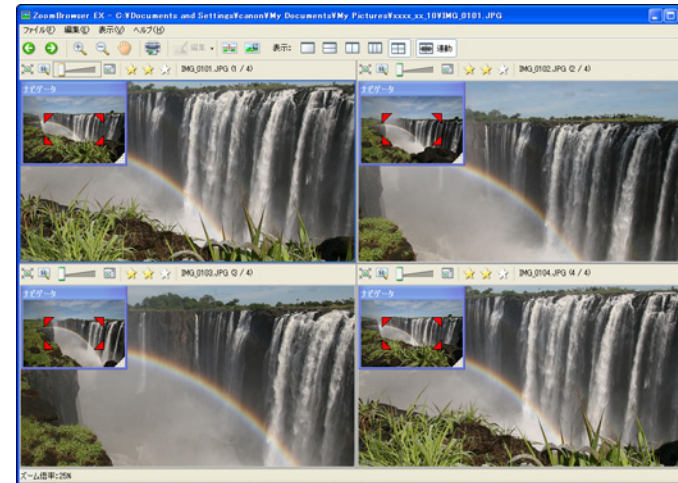 ZoomBrowser EX - C:¥Documents and Settings¥canon¥My Documents¥My Pictures¥xxxx_xx_10¥IMG_0101.JPG
ファイル(F) 編集(E) 表示(V) ヘルプ(H)
編集 表示: 連動
IMG_0101.JPG (1 / 4) IMG_0102.JPG (2 / 4)
ナビゲータ ナビゲータ
IMG_0103.JPG (3 / 4) IMG_0104.JPG (4 / 4)
ナビゲータ ナビゲータ
ズーム倍率:25%